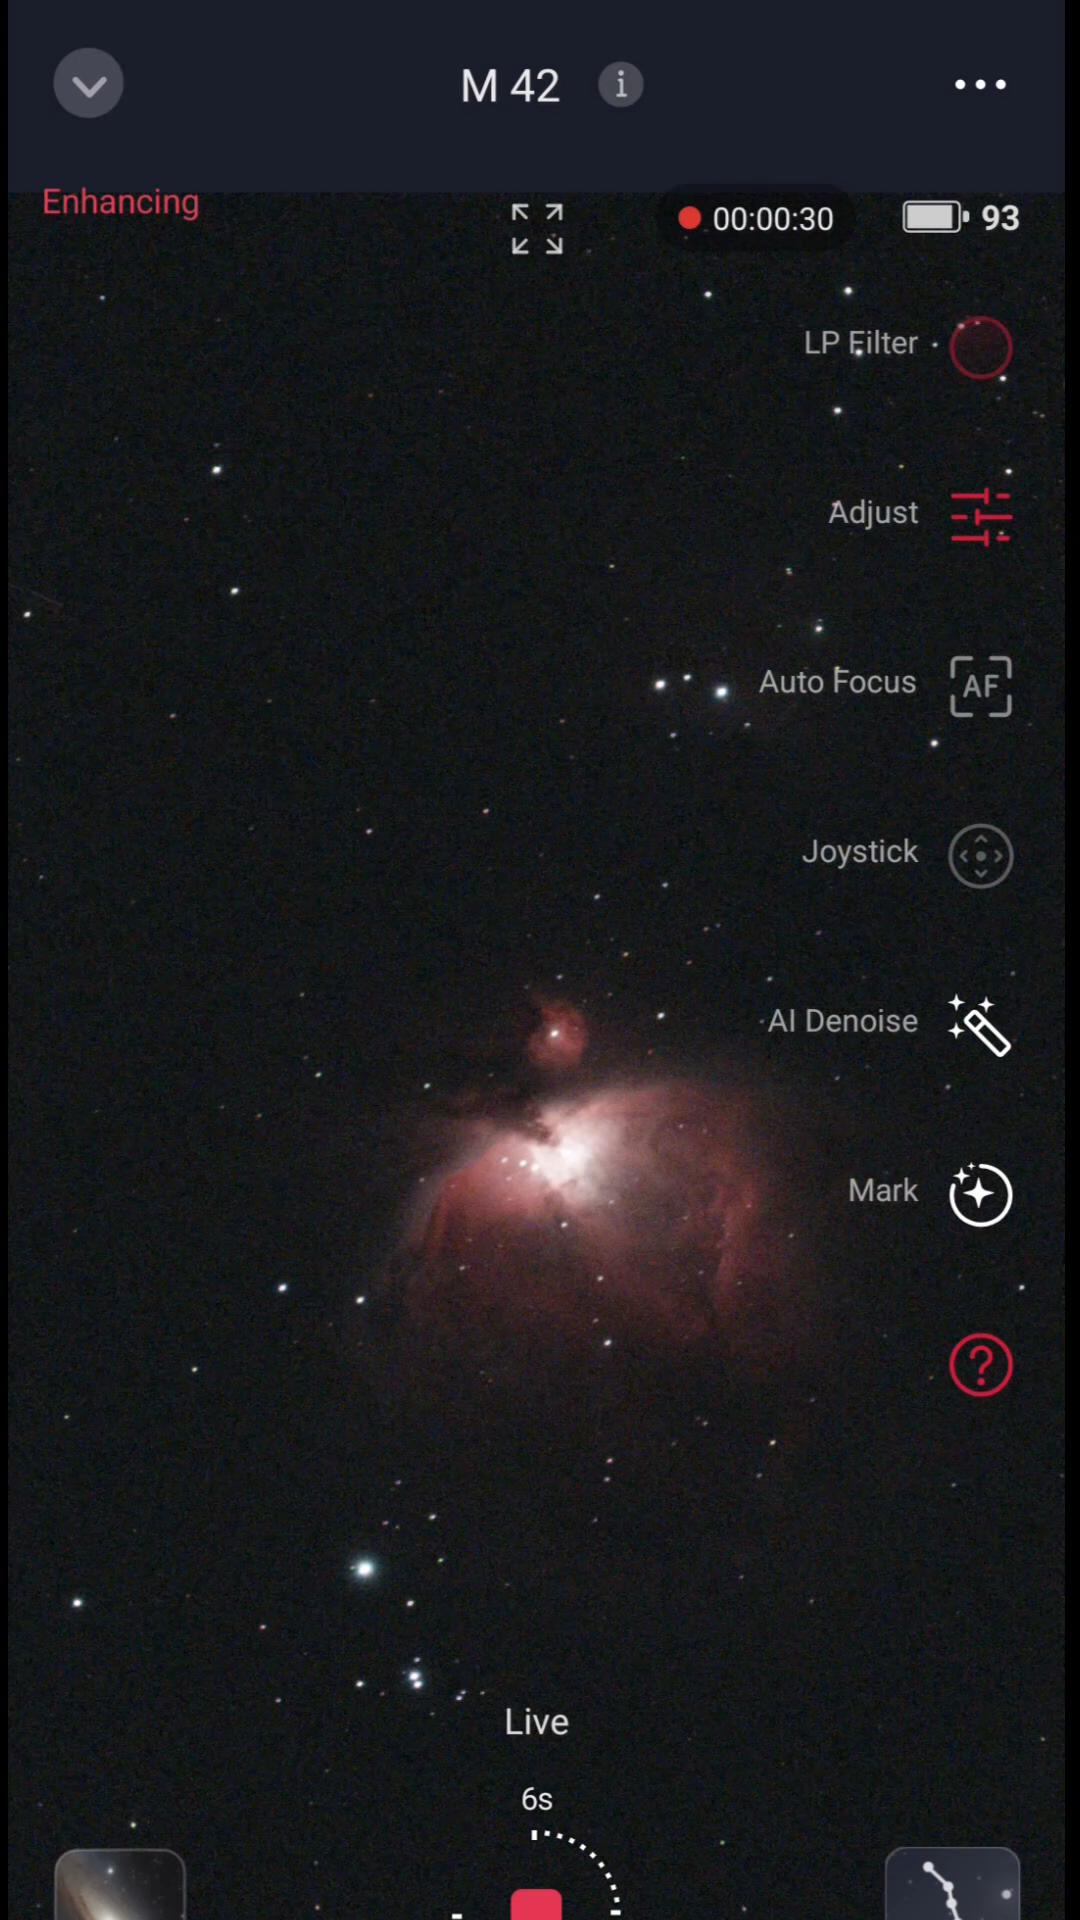 M 42 i
Enhancing
00:00:30
93
LP Filter
Adjust
Auto Focus AF
Joystick
AI Denoise
Mark
?
Live
6s